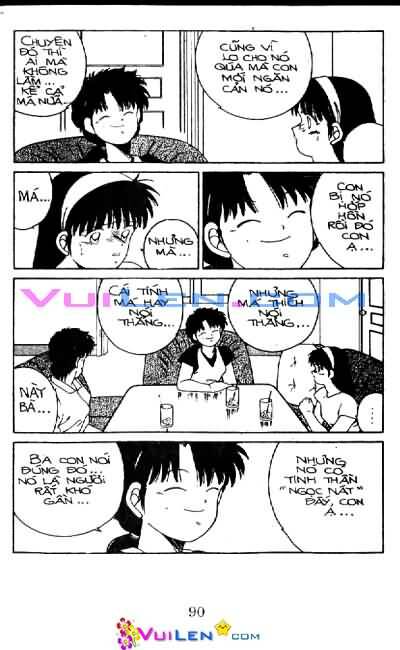 CHUYỆN
ĐÓ THÌ
AI MÀ
KHÔNG
LÀM...
KỂ CẢ
MÁ NỮA...
CŨNG VÌ
LO CHO NÓ
QUÁ MÀ CON
MỚI NGĂN
CẢN NÓ...
MÁ...
NHƯNG
MÀ...
CON
BỊ NÓ
HỚP
HỒN
RỒI ĐÓ
CON
Ạ...
CÁI TÍNH
MÁ HAY
NÓI
THẲNG...
NHƯNG
MÁ THÍCH
NÓI
THẲNG...
VuiLEN.COM
NÀY
BÀ...
BA CON NÓI
ĐÚNG ĐÓ...
NÓ LÀ NGƯỜI
RẤT KHÓ
GẦN...
NHƯNG
NÓ CÓ
TINH THẦN
"NGỌC NÁT"
ĐẤY, CON
Ạ...
90
VuiLEN.COM